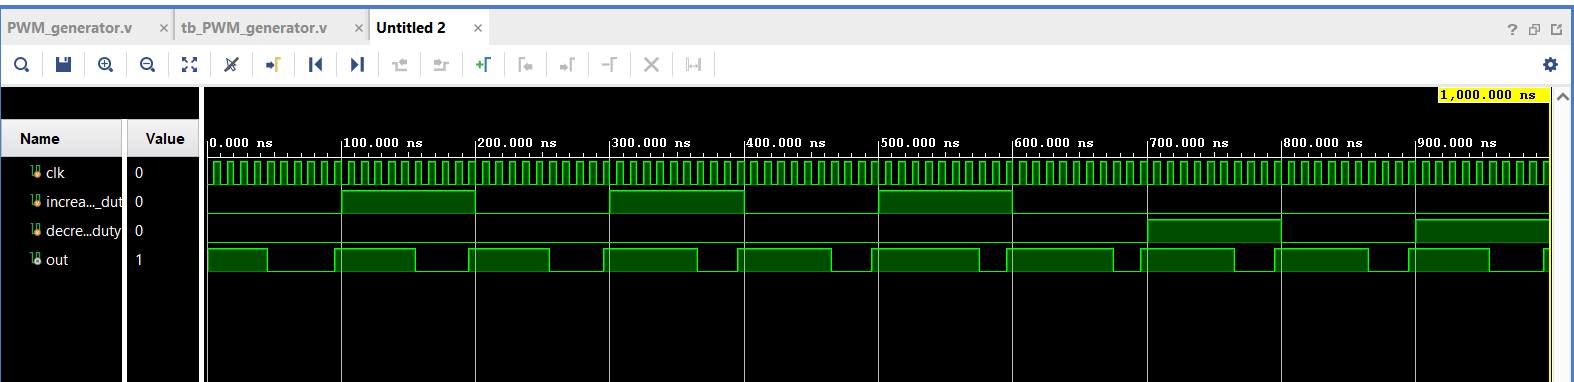 PWM_generator.v × tb_PWM_generator.v × Untitled 2 × ?
1,000.000 ns
Name Value
0.000 ns 100.000 ns 200.000 ns 300.000 ns 400.000 ns 500.000 ns 600.000 ns 700.000 ns 800.000 ns 900.000 ns
clk 0
increa..._dut 0
decre...duty 0
out 1